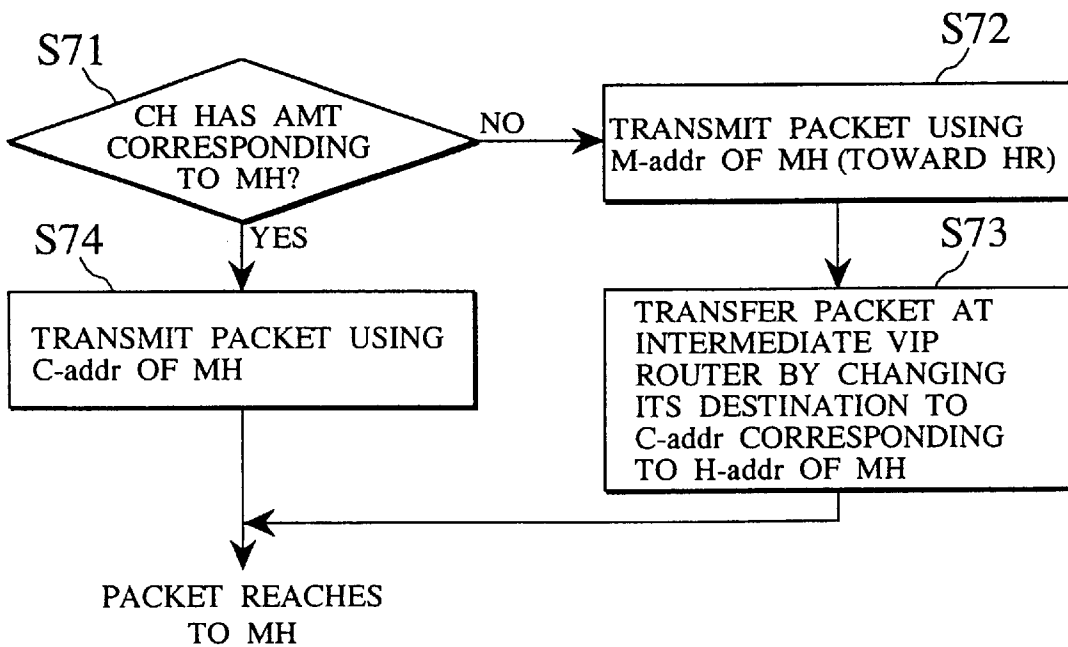 S71
CH HAS AMT
CORRESPONDING
TO MH?
NO
YES
S72
TRANSMIT PACKET USING
M-addr OF MH (TOWARD HR)
S73
TRANSFER PACKET AT
INTERMEDIATE VIP
ROUTER BY CHANGING
ITS DESTINATION TO
C-addr CORRESPONDING
TO H-addr OF MH
S74
TRANSMIT PACKET USING
C-addr OF MH
PACKET REACHES
TO MH